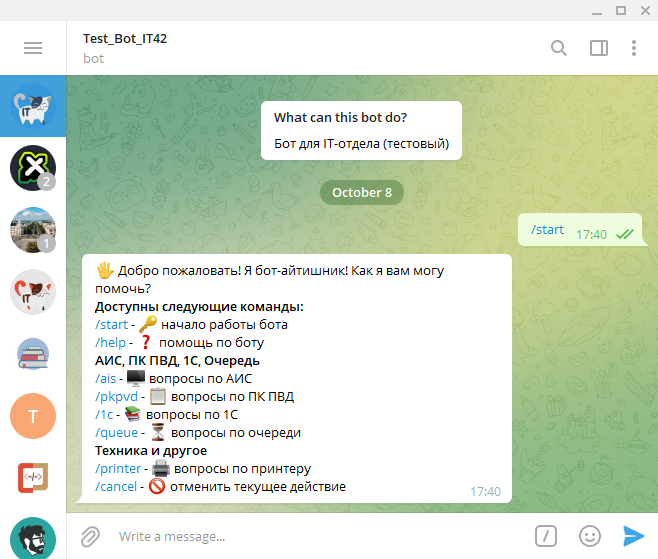 Test_Bot_IT42
bot
What can this bot do?
Бот для IT-отдела (тестовый)
October 8
/start 17:40
🖐 Добро пожаловать! Я бот-айтишник! Как я вам могу
помочь?
Доступны следующие команды:
/start - 🔑 начало работы бота
/help - ❓ помощь по боту
АИС, ПК ПВД, 1С, Очередь
/ais - 🖥 вопросы по АИС
/pkpvd - 📋 вопросы по ПК ПВД
/1c - 📚 вопросы по 1С
/queue - ⏳ вопросы по очереди
Техника и другое
/printer - 🖨 вопросы по принтеру
/cancel - 🚫 отменить текущее действие
17:40
2
1
T
Write a message...